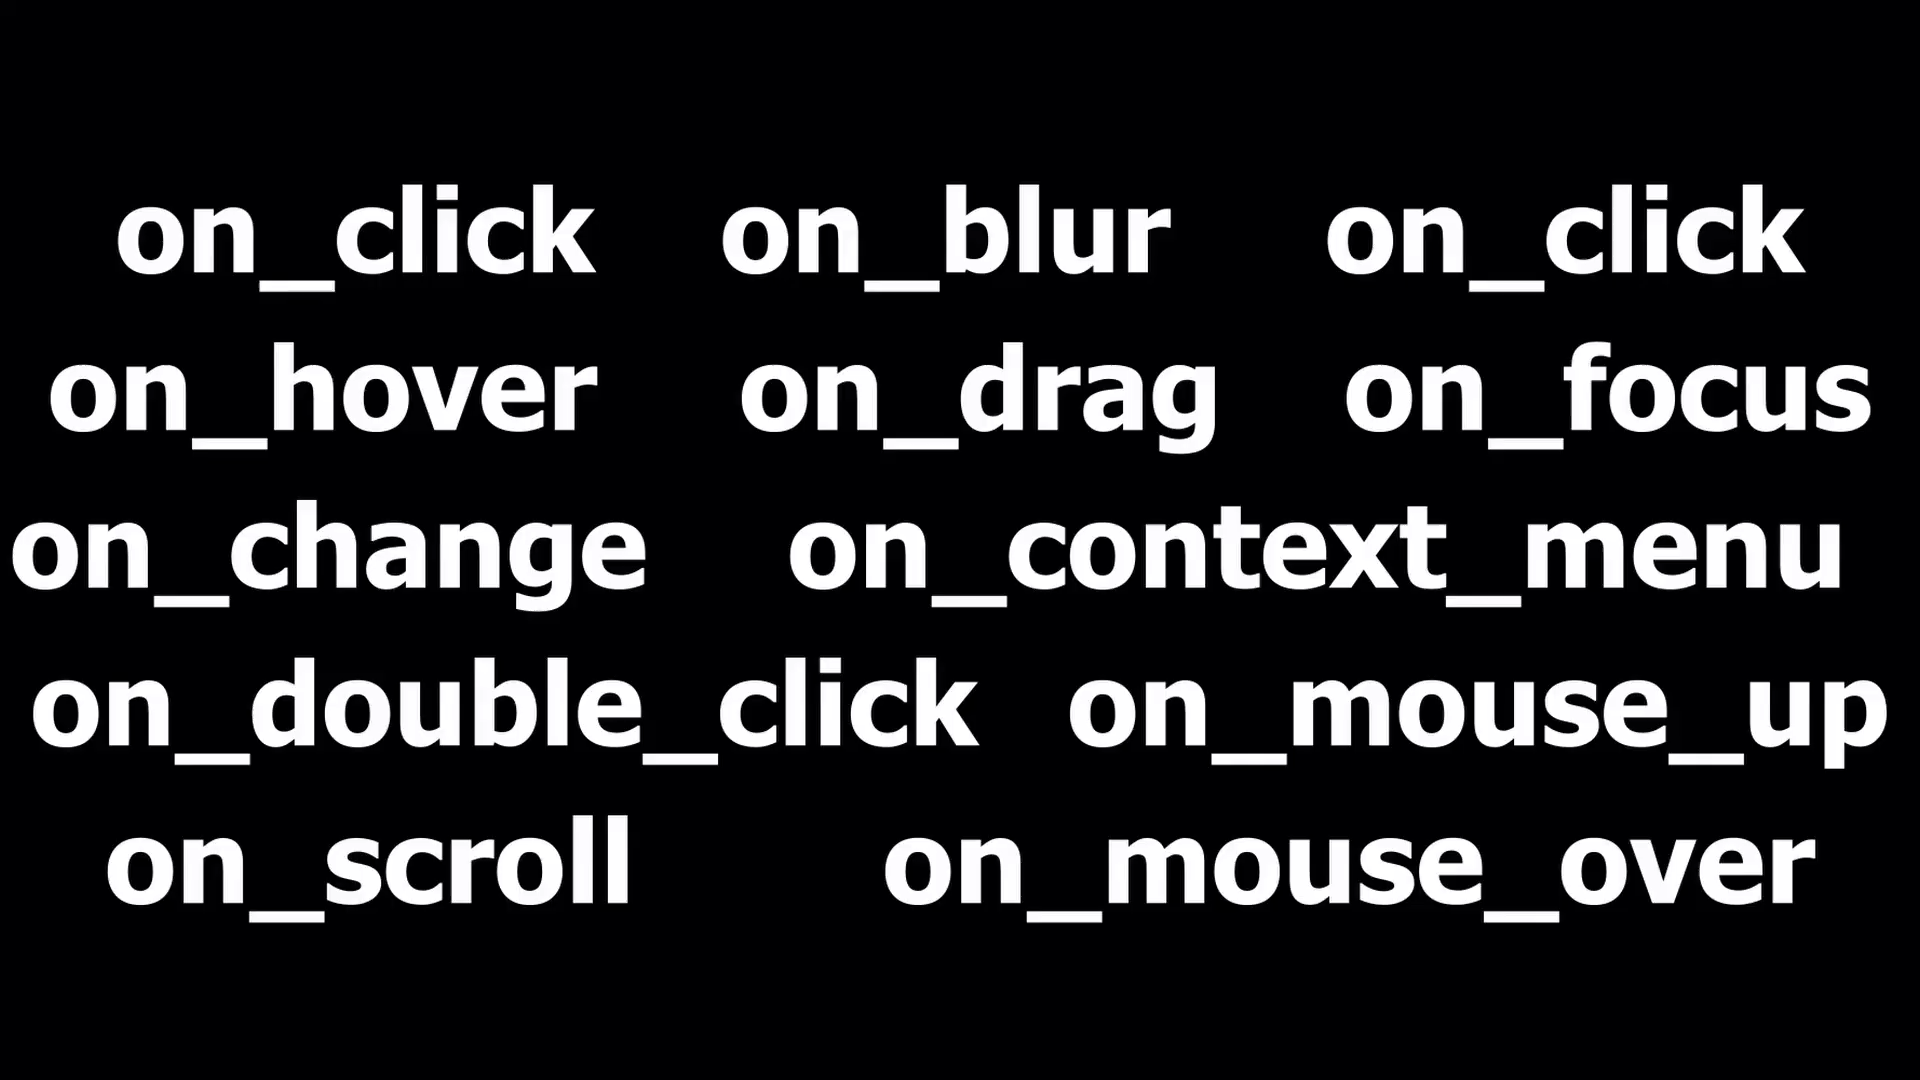 on_click on_blur on_click
on_hover on_drag on_focus
on_change on_context_menu
on_double_click on_mouse_up
on_scroll on_mouse_over